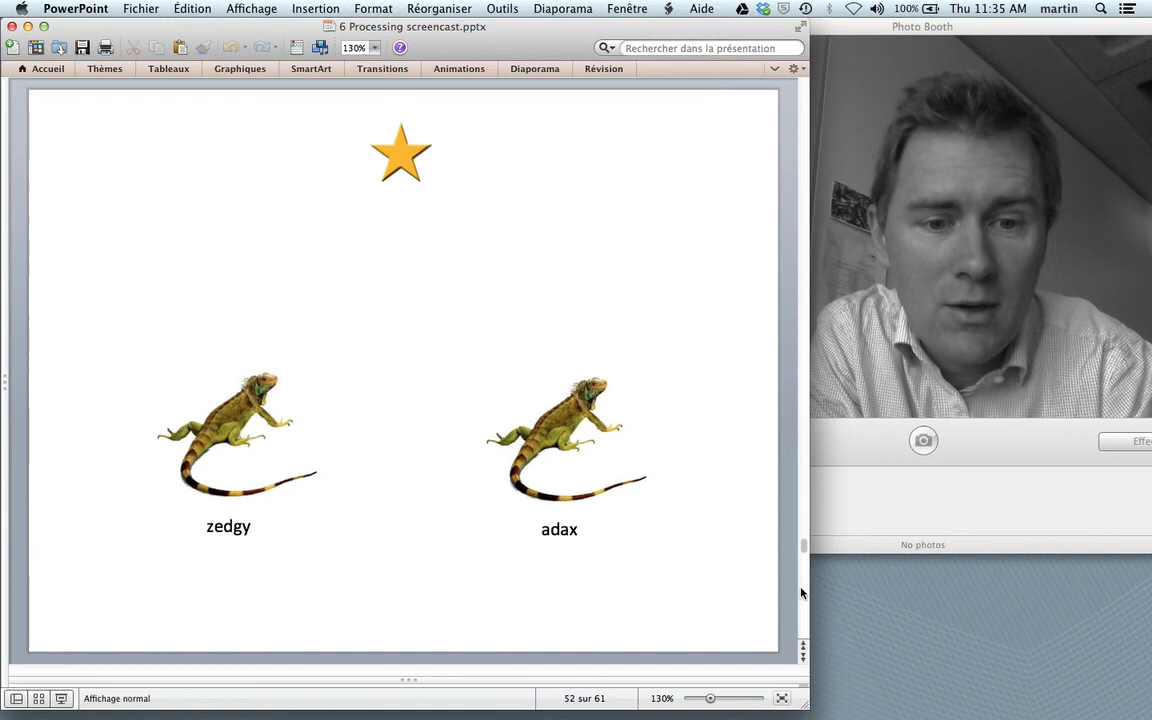 PowerPoint Fichier Édition Affichage Insertion Format Réorganiser Outils Diaporama Fenêtre Aide 100% Thu 11:35 AM martin
6 Processing screencast.pptx
Photo Booth
130%
Rechercher dans la présentation
Accueil Thèmes Tableaux Graphiques SmartArt Transitions Animations Diaporama Révision
zedgy
adax
Effe
No photos
Affichage normal
52 sur 61
130%